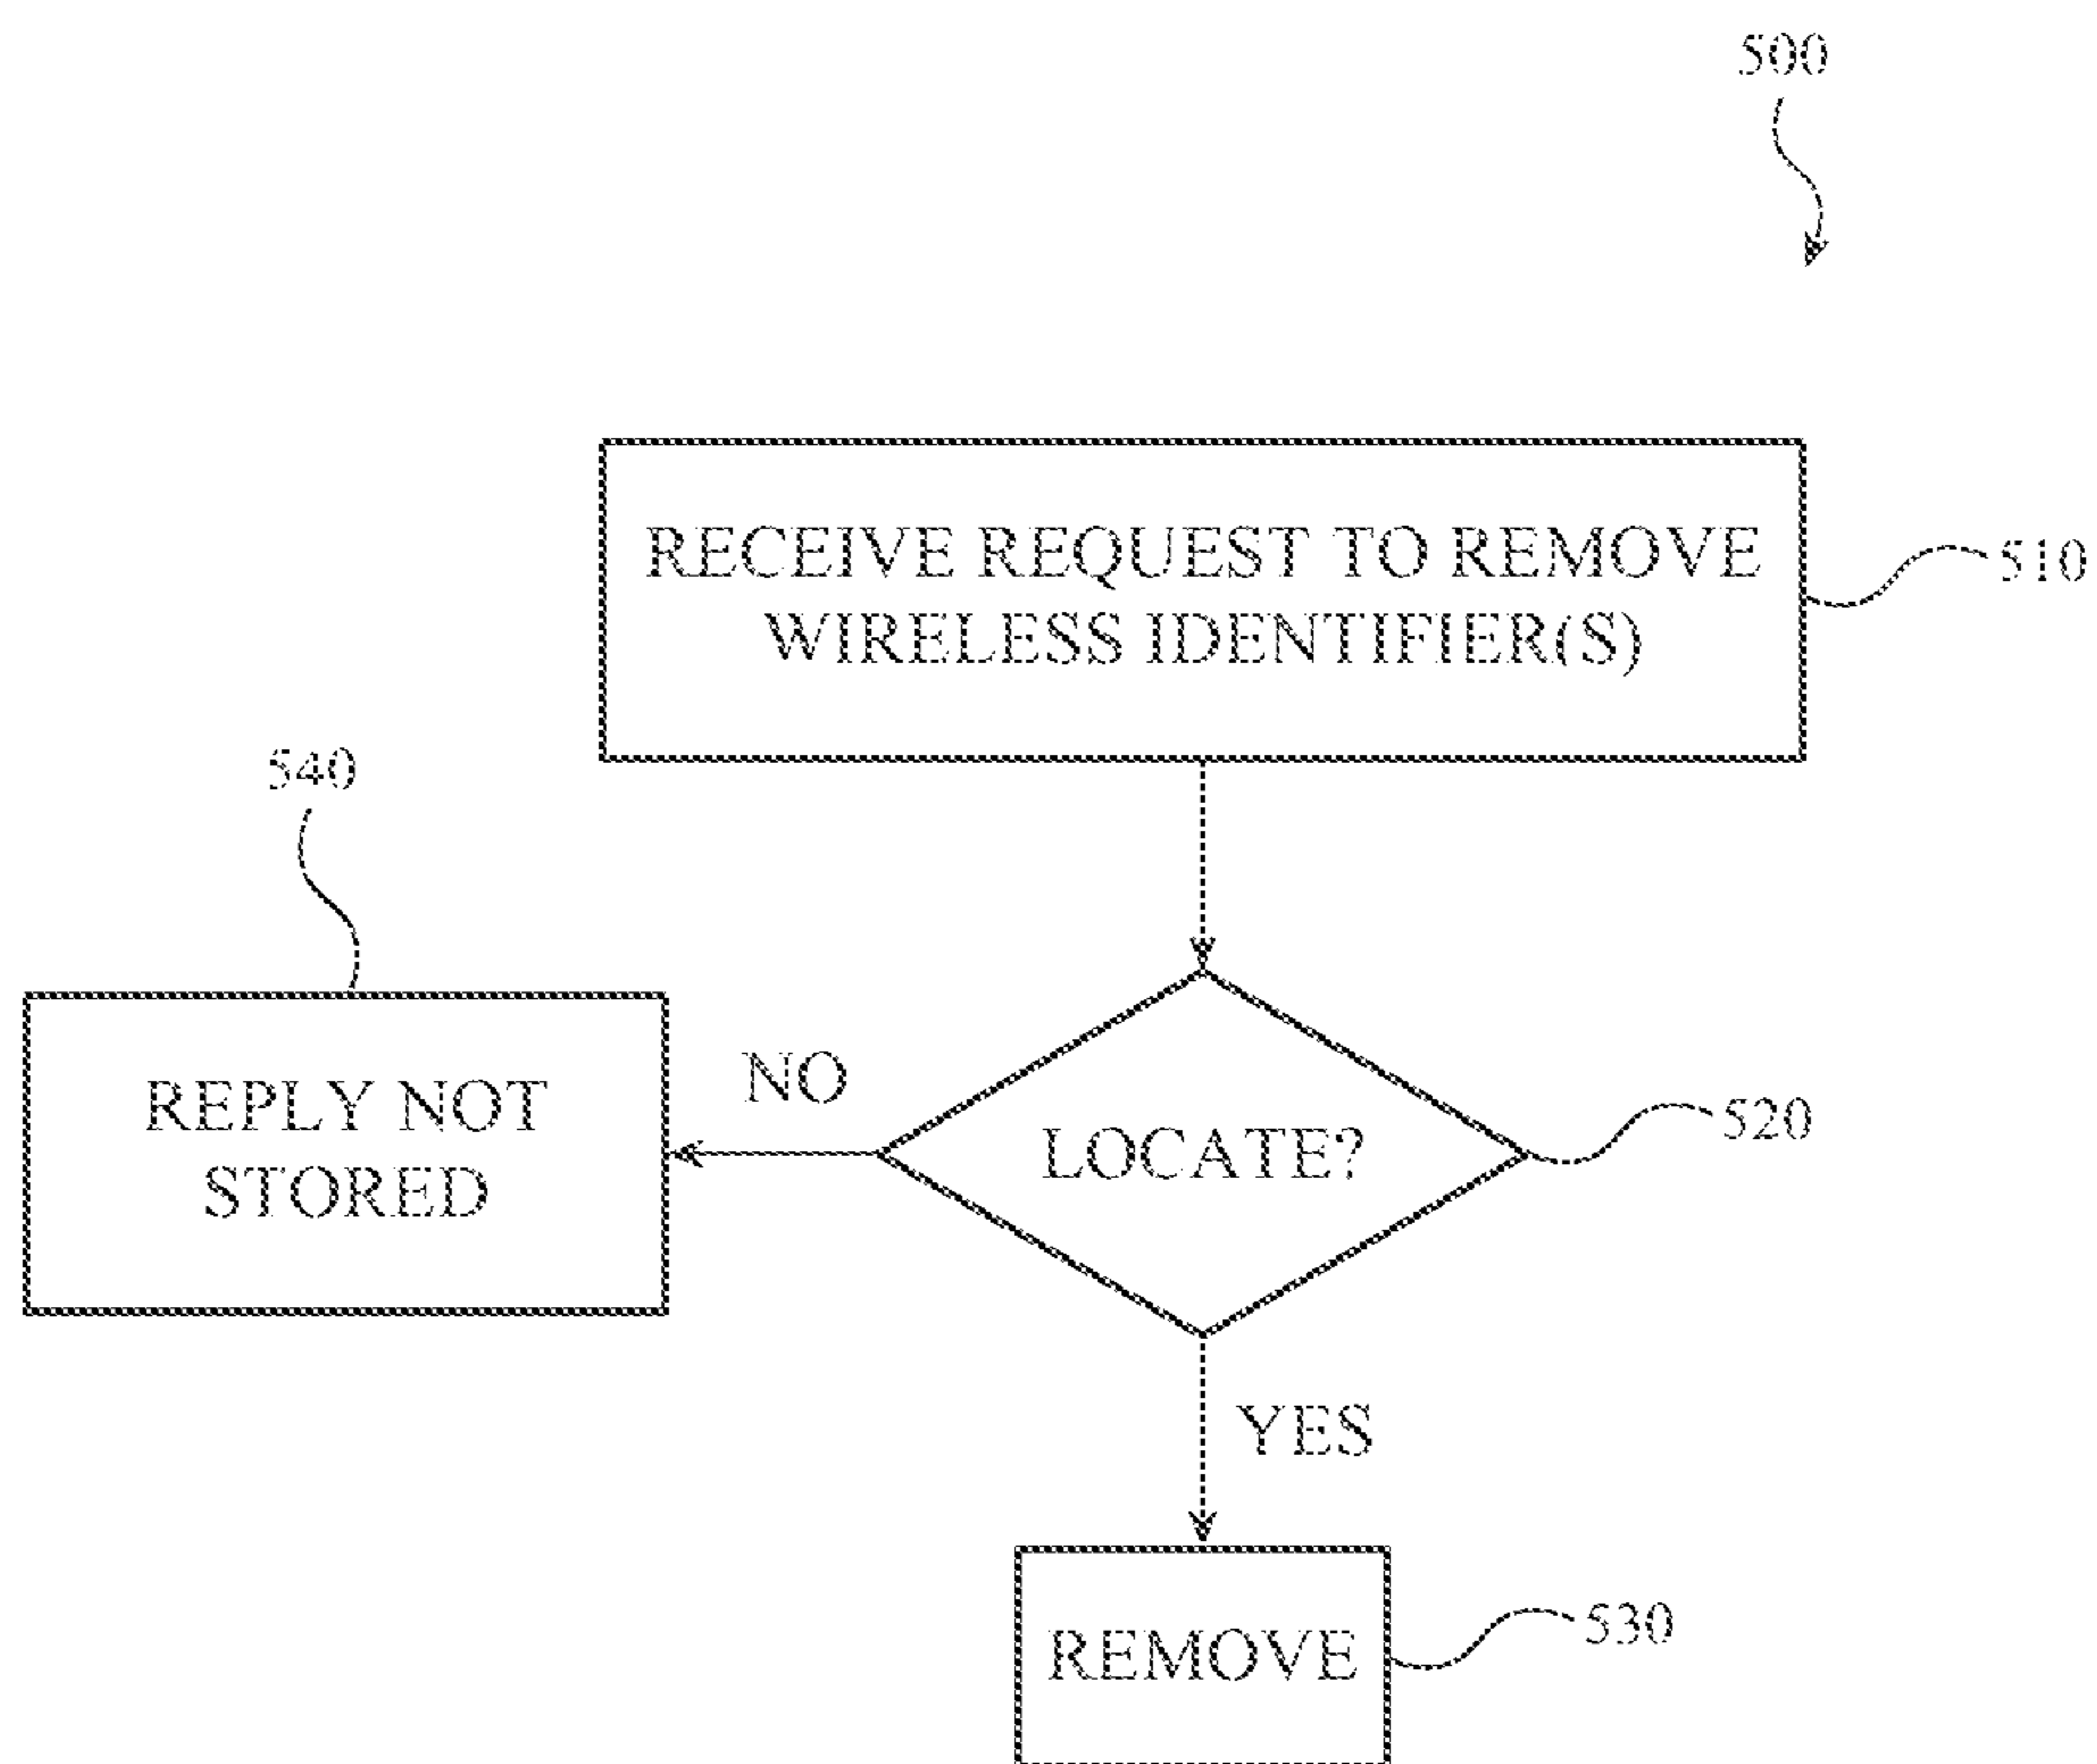 500
RECEIVE REQUEST TO REMOVE
WIRELESS IDENTIFIER(S)
510
540
REPLY NOT
STORED
NO
LOCATE?
520
YES
REMOVE
530